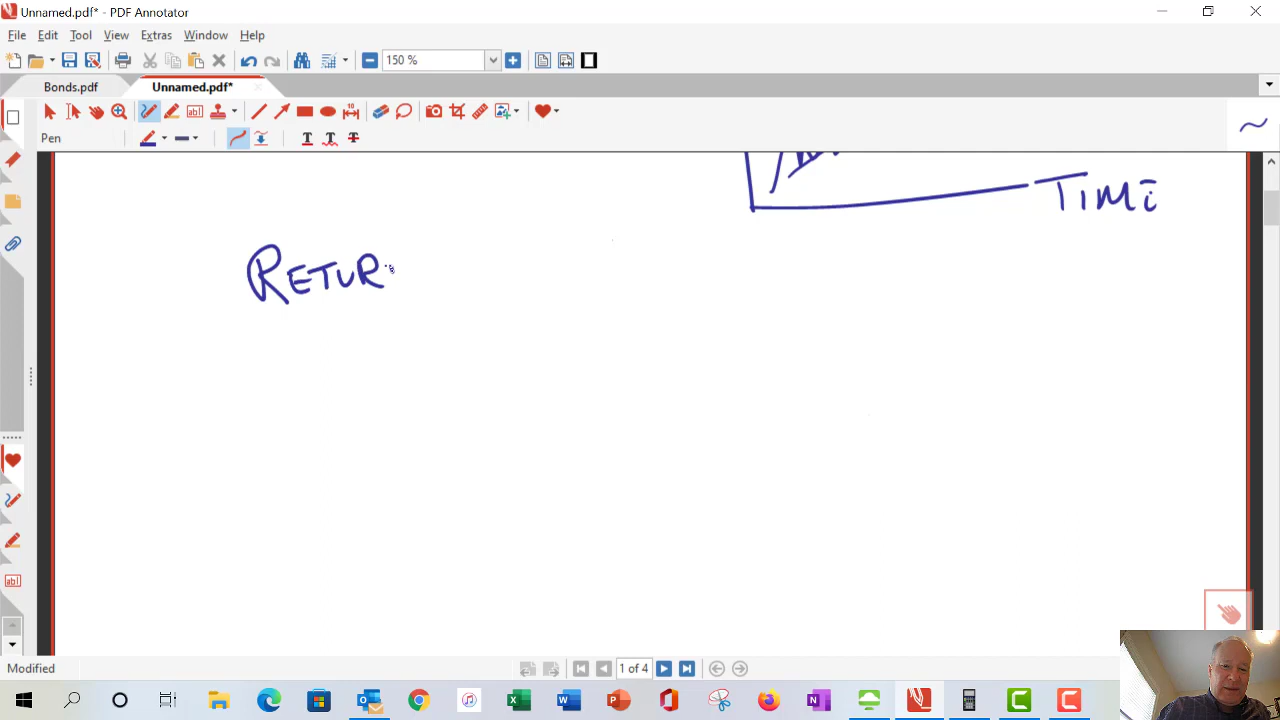 Unnamed.pdf* - PDF Annotator
File Edit Tool View Extras Window Help
150 %
Bonds.pdf Unnamed.pdf*
Pen
TIME
RETUR
Modified
1 of 4